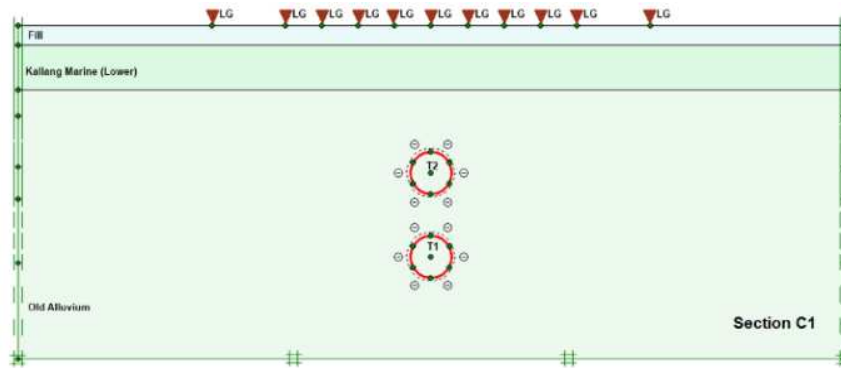 LG LG LG LG LG LG LG LG LG LG LG
Fill
Kallang Marine (Lower)
T2
T1
Old Alluvium
Section C1